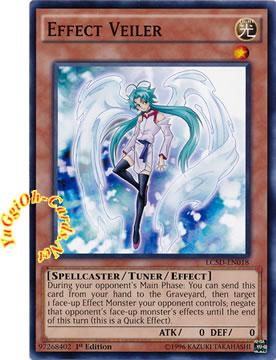 EFFECT VEILER
光
LC5D-EN018
[SPELLCASTER/TUNER/EFFECT]
During your opponent's Main Phase: You can send
this card from your hand to the Graveyard, then target
1 face-up Effect Monster your opponent controls; negate
that opponent's face-up monster's effects until the end
of this turn (this is a Quick Effect).
ATK/ 0 DEF/ 0
97268402 1st Edition ©1996 KAZUKI TAKAHASHI
YuGgiOh-Cards.Net